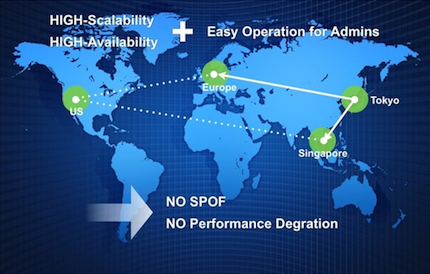 HIGH-Scalability
HIGH-Availability
+
Easy Operation for Admins
Europe
US
Tokyo
Singapore
NO SPOF
NO Performance Degration